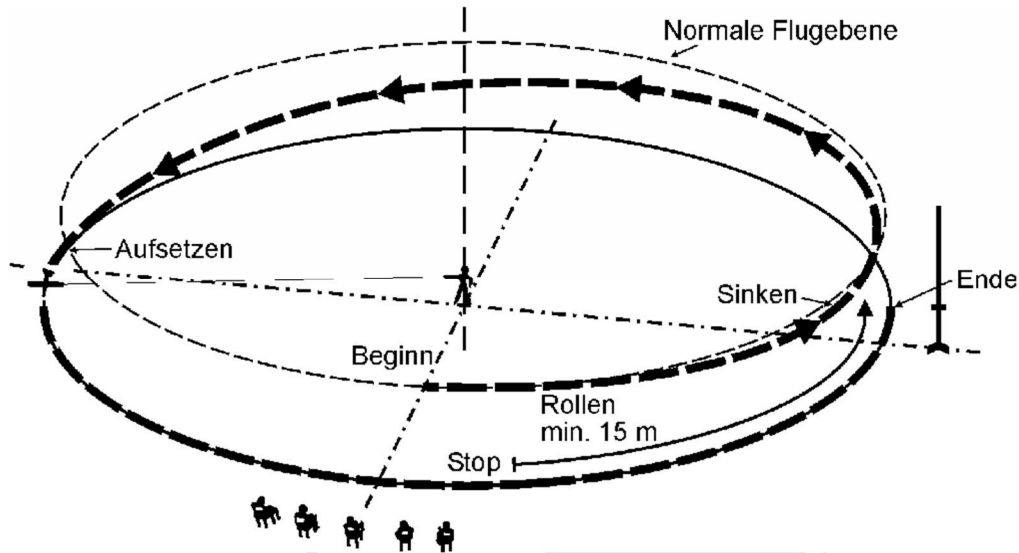 Normale Flugebene
Aufsetzen
Sinken
Ende
Beginn
Rollen
min. 15 m
Stop